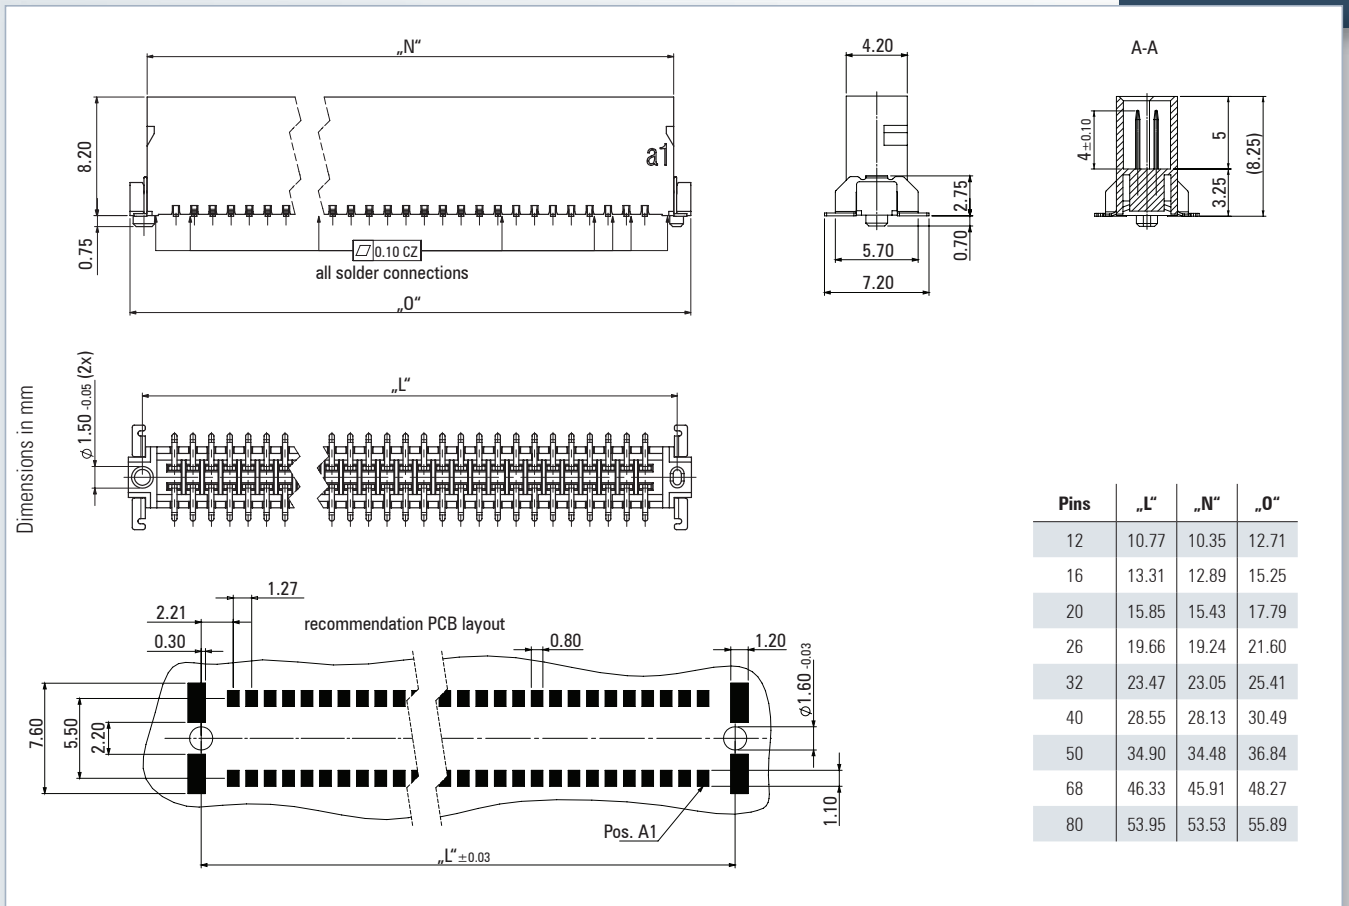 „N“
4.20
A-A
8.20
a1
4±0.10
5
(8.25)
3.25
2.75
0.75
0.70
0.10 CZ
all solder connections
5.70
7.20
„O“
Dimensions in mm
Ø 1.50 -0.05 (2x)
„L“
Pins „L“ „N“ „O“
12 10.77 10.35 12.71
16 13.31 12.89 15.25
20 15.85 15.43 17.79
26 19.66 19.24 21.60
32 23.47 23.05 25.41
40 28.55 28.13 30.49
50 34.90 34.48 36.84
68 46.33 45.91 48.27
80 53.95 53.53 55.89
1.27
2.21
recommendation PCB layout
0.30
0.80
1.20
Ø1.60 -0.03
7.60
5.50
2.20
1.10
Pos. A1
„L“ ±0.03